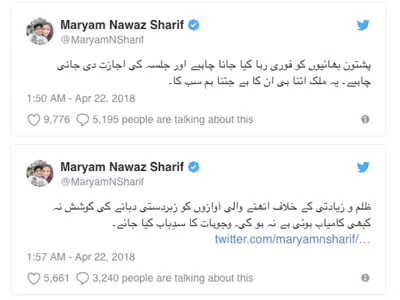 Maryam Nawaz Sharif
@MaryamNSharif
پشتون بھائیوں کو فوری رہا کیا جانا چاہیے اور جلسہ کی اجازت دی جانی
چاہیے۔ یہ ملک اتنا ہی ان کا ہے جتنا ہم سب کا۔
1:50 AM - Apr 22, 2018
9,776 5,195 people are talking about this
Maryam Nawaz Sharif
@MaryamNSharif
ظلم و زیادتی کے خلاف اٹھنے والی آوازوں کو زبردستی دبانے کی کوشش نہ
کبھی کامیاب ہوئی ہے نہ ہو گی۔ وجوہات کا سدِباب کیا جائے۔
twitter.com/maryamnsharif/…
1:57 AM - Apr 22, 2018
5,661 3,240 people are talking about this